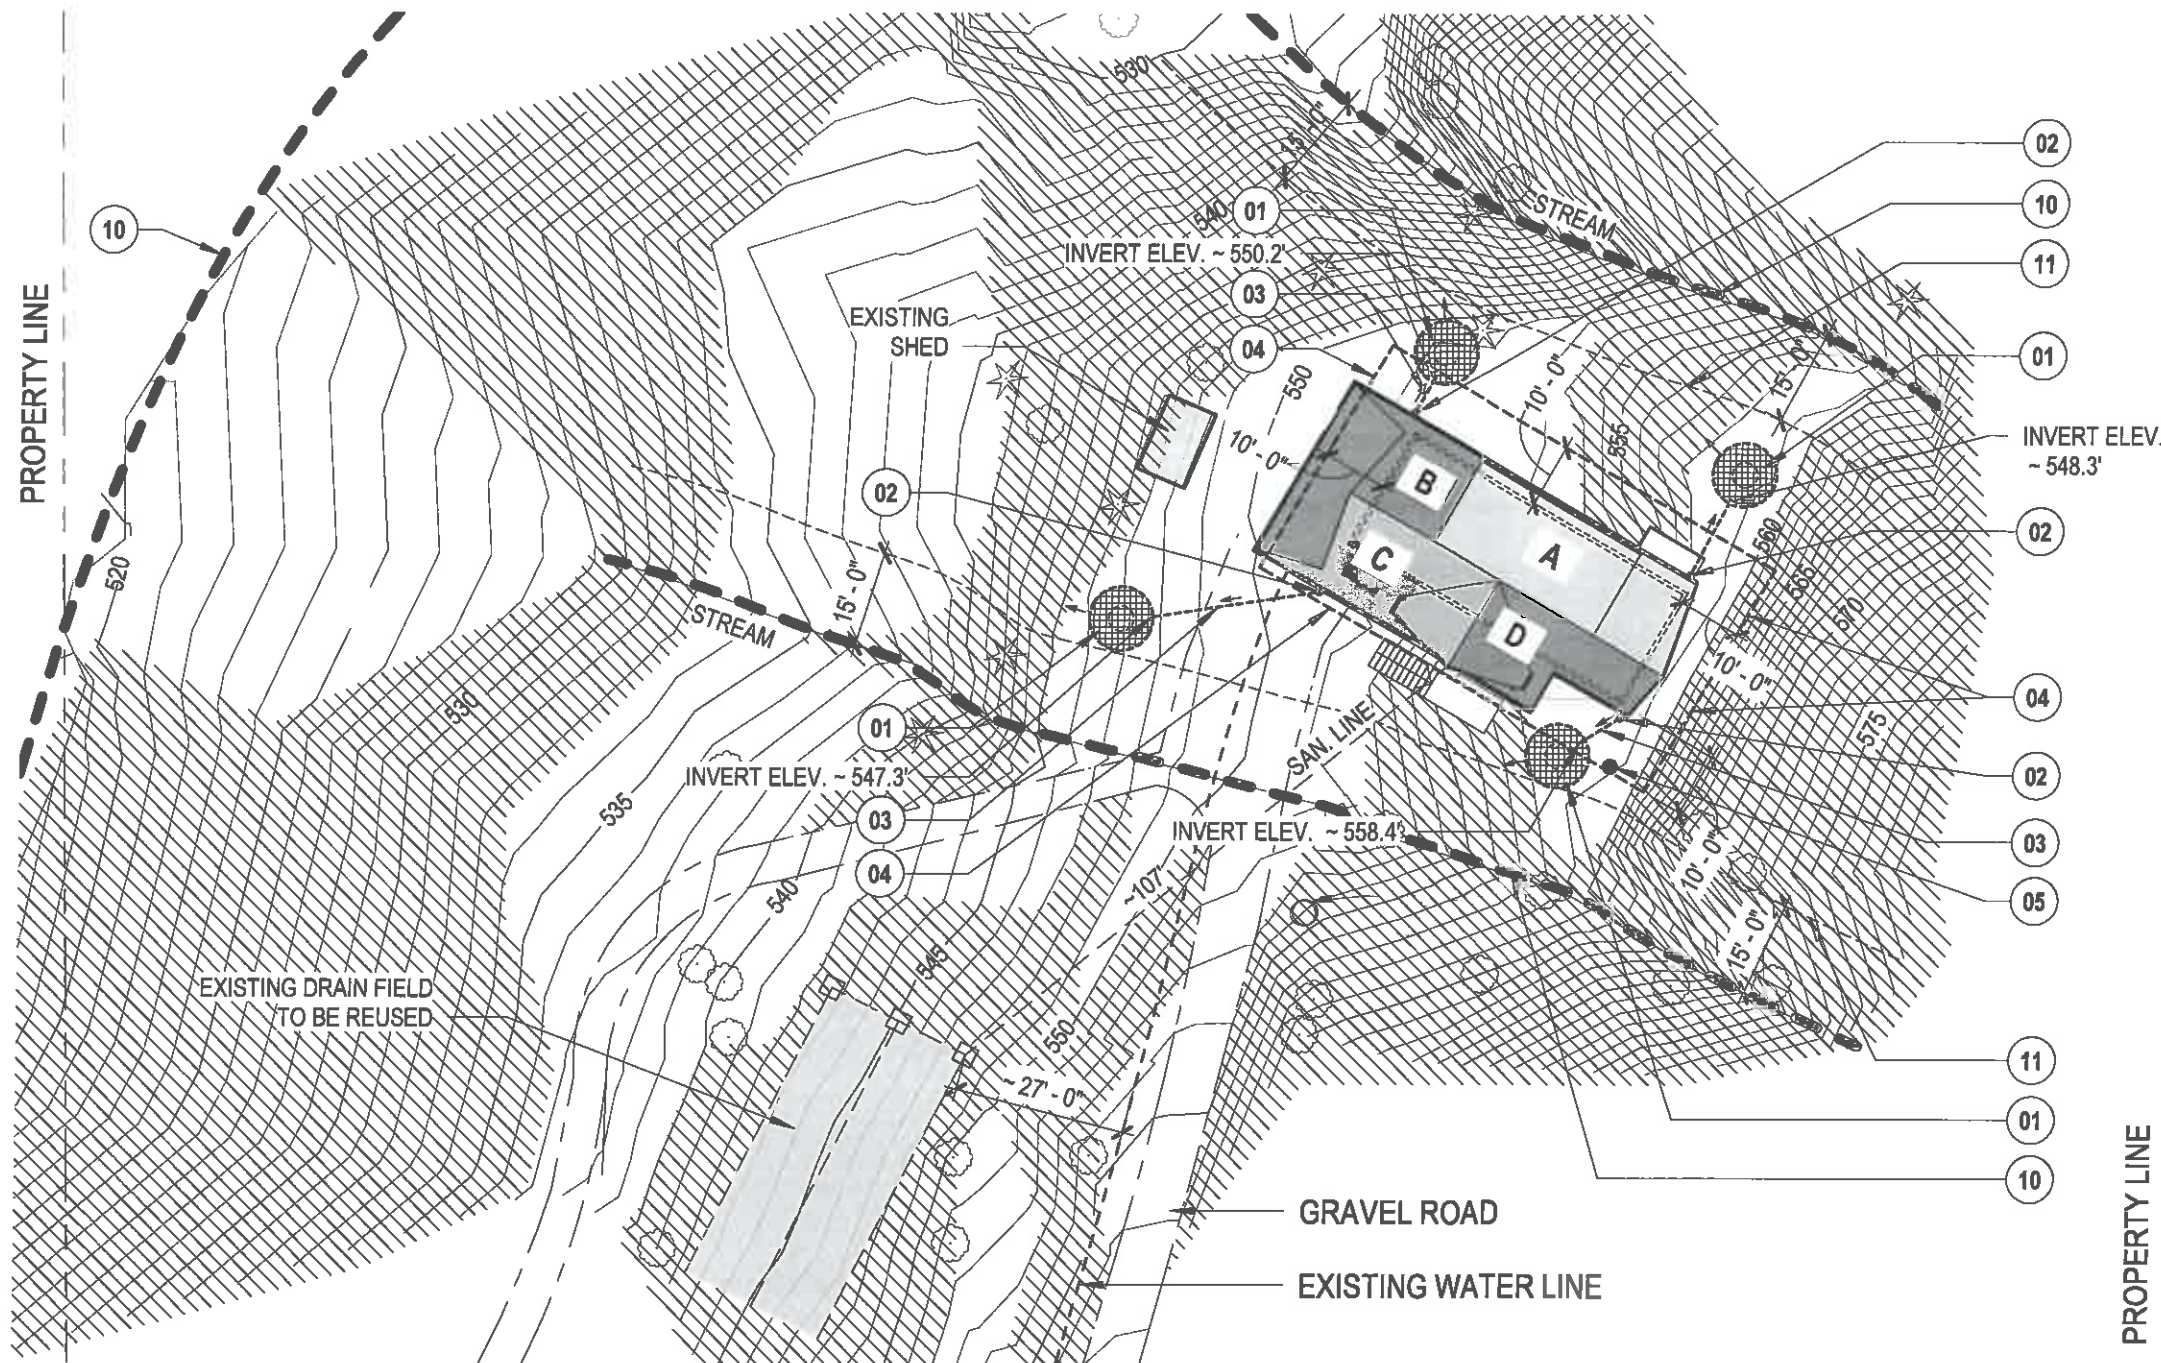 530
02
15' - 0"
10
540
01
STREAM
10
INVERT ELEV. ~ 550.2'
11
PROPERTY LINE
03
EXISTING
SHED
04
01
15' - 0"
550
10' - 0"
555
INVERT ELEV.
~ 548.3'
10' - 0"
B
02
560
02
A
C
565
520
15' - 0"
570
STREAM
D
10' - 0"
04
530
01
SAN. LINE
575
INVERT ELEV. ~ 547.3'
02
535
03
INVERT ELEV. ~ 558.4'
03
10' - 0"
04
~107'
540
05
15' - 0"
545
EXISTING DRAIN FIELD
TO BE REUSED
550
11
~ 27' - 0"
01
10
PROPERTY LINE
GRAVEL ROAD
EXISTING WATER LINE